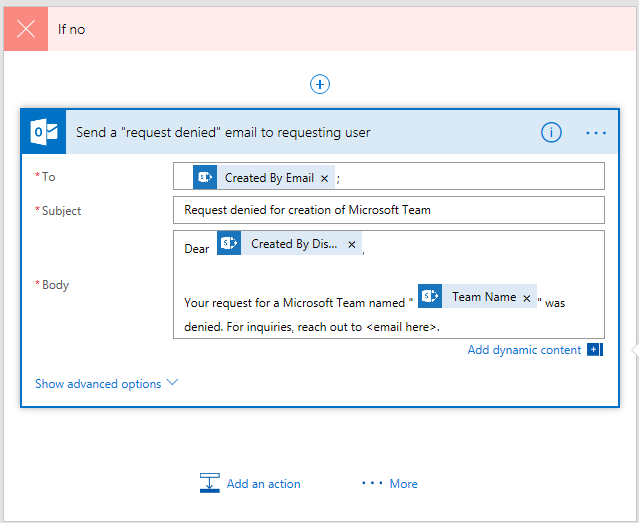 If no
Send a "request denied" email to requesting user
* To
Created By Email × ;
* Subject
Request denied for creation of Microsoft Team
Dear Created By Dis... × ,
* Body
Your request for a Microsoft Team named " Team Name × " was
denied. For inquiries, reach out to <email here>.
Add dynamic content
Show advanced options
Add an action
More